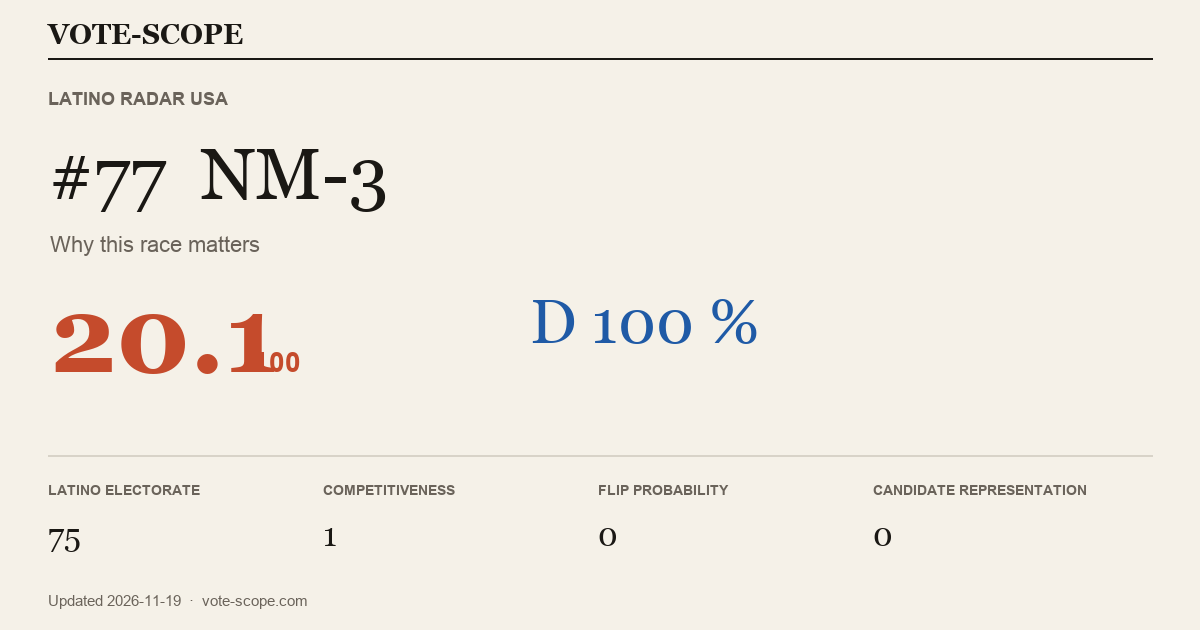 VOTE-SCOPE
LATINO RADAR USA
#77 NM-3
Why this race matters
20.1
D 100 %
LATINO ELECTORATE COMPETITIVENESS FLIP PROBABILITY CANDIDATE REPRESENTATION
75 1 0 0
Updated 2026-11-19 · vote-scope.com